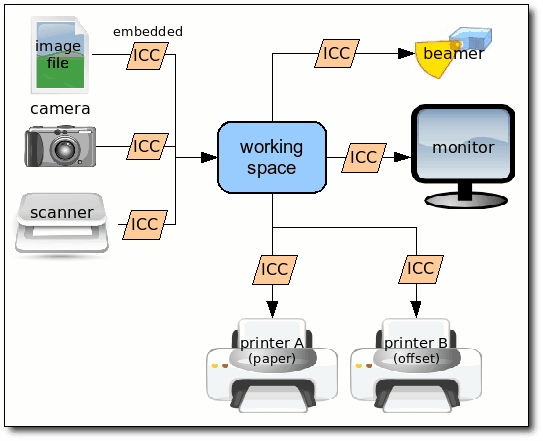 embedded
image
file
ICC
ICC
beamer
camera
ICC
working
space
ICC
monitor
scanner
ICC
ICC
ICC
printer A
(paper)
printer B
(offset)